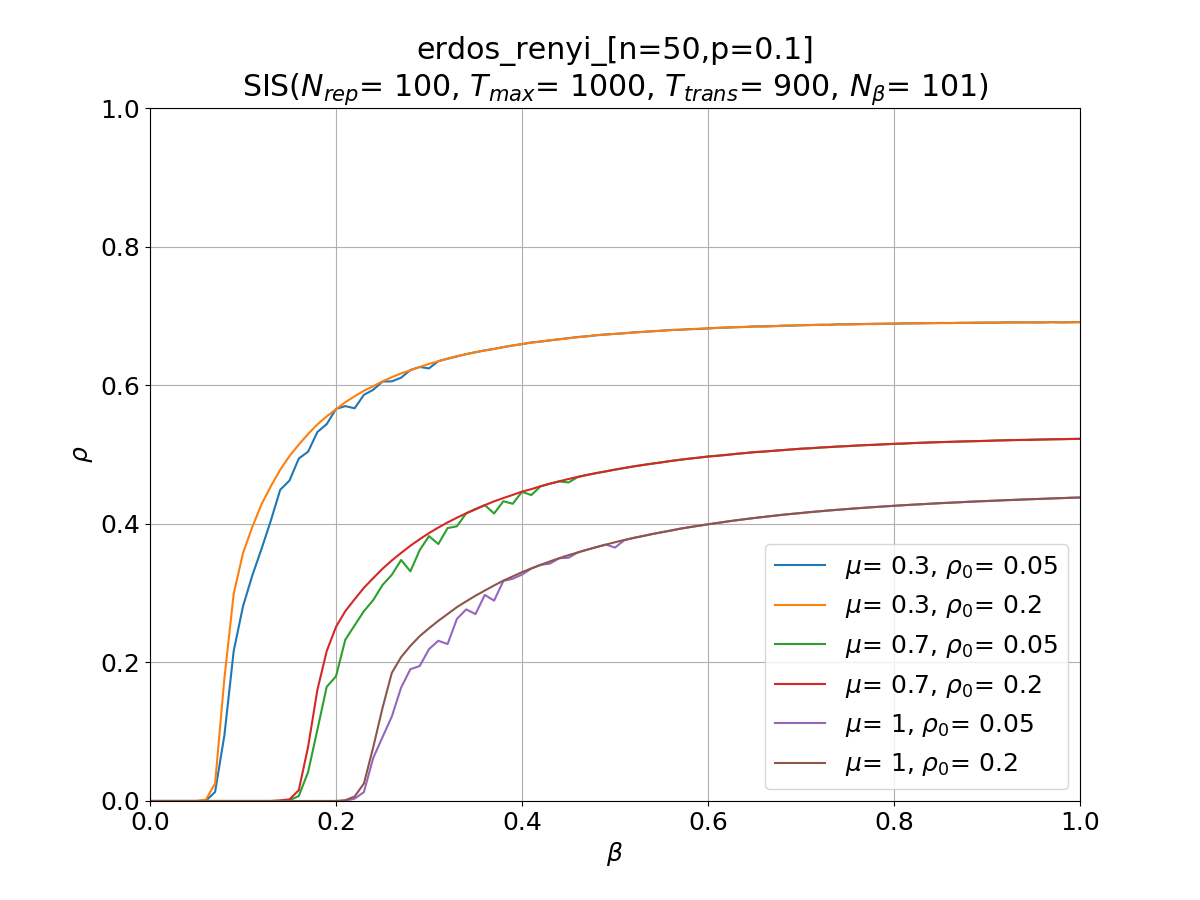 erdos_renyi_[n=50,p=0.1]
SIS(N_rep= 100, T_max= 1000, T_trans= 900, N_β= 101)
1.0
0.8
0.6
0.4
0.2
0.0
ρ
0.0 0.2 0.4 0.6 0.8 1.0
β
μ= 0.3, ρ₀= 0.05
μ= 0.3, ρ₀= 0.2
μ= 0.7, ρ₀= 0.05
μ= 0.7, ρ₀= 0.2
μ= 1, ρ₀= 0.05
μ= 1, ρ₀= 0.2